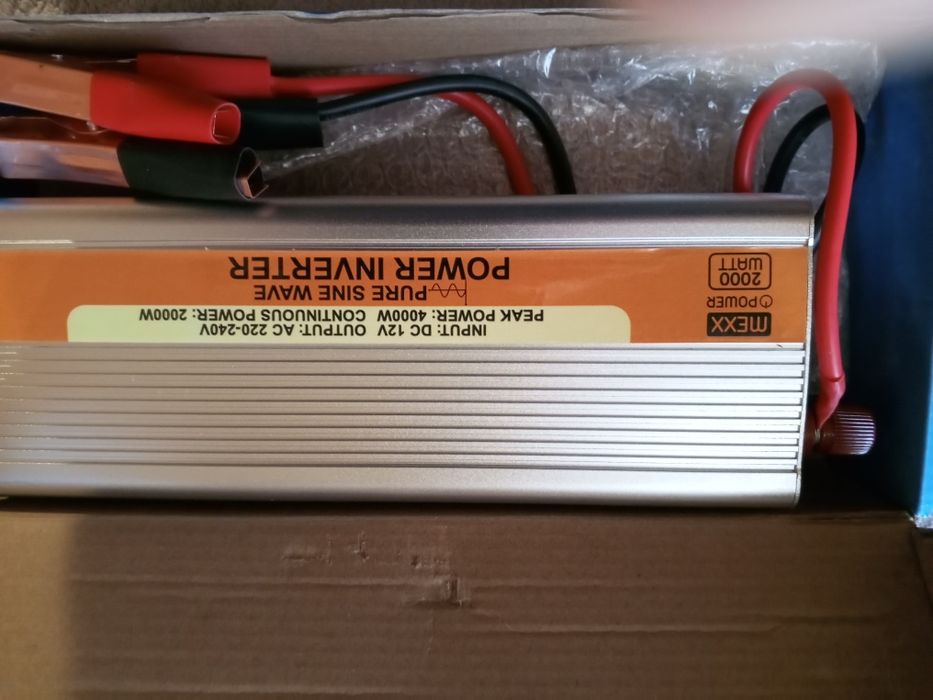 MEXX
POWER
2000
WATT
PURE SINE WAVE
POWER INVERTER
INPUT: DC 12V OUTPUT: AC 220-240V
PEAK POWER: 4000W CONTINUOUS POWER: 2000W